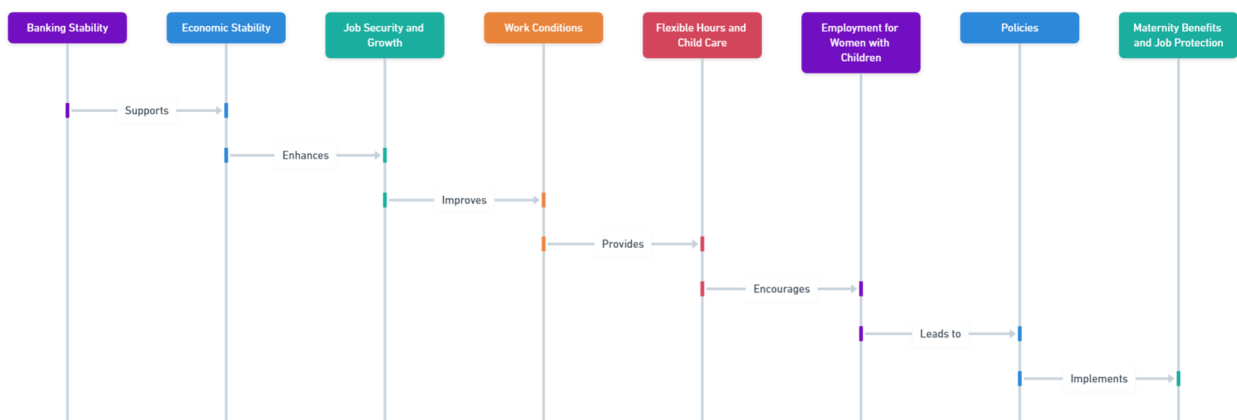 Banking Stability
Economic Stability
Job Security and
Growth
Work Conditions
Flexible Hours and
Child Care
Employment for
Women with
Children
Policies
Maternity Benefits
and Job Protection
Supports
Enhances
Improves
Provides
Encourages
Leads to
Implements